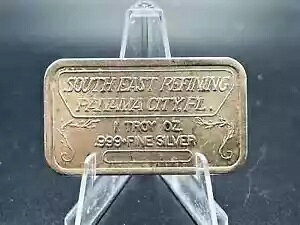 SOUTH EAST REFINING
PANAMA CITY, FL.
1 TROY OZ.
.999+ FINE SILVER